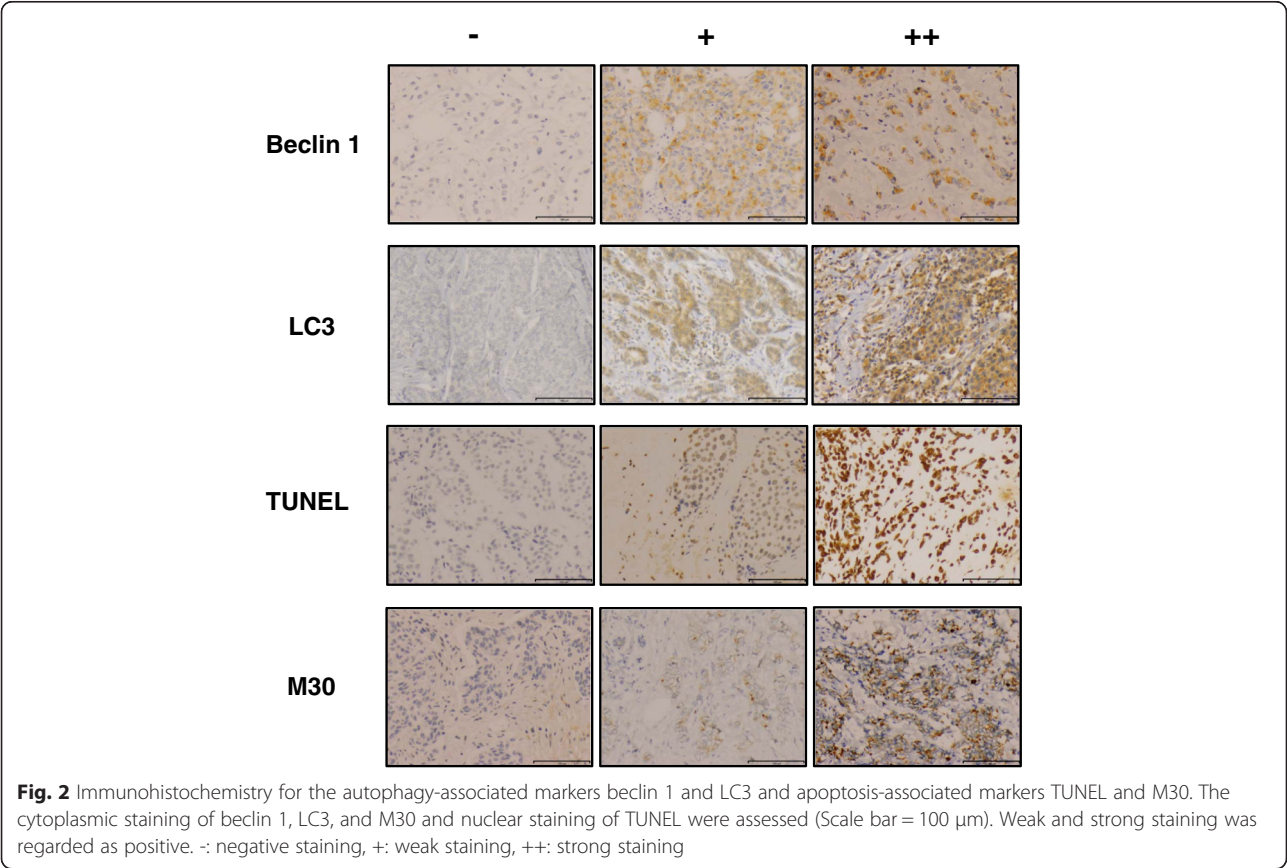 - + ++
Beclin 1
LC3
TUNEL
M30
Fig. 2 Immunohistochemistry for the autophagy-associated markers beclin 1 and LC3 and apoptosis-associated markers TUNEL and M30. The
cytoplasmic staining of beclin 1, LC3, and M30 and nuclear staining of TUNEL were assessed (Scale bar = 100 μm). Weak and strong staining was
regarded as positive. -: negative staining, +: weak staining, ++: strong staining